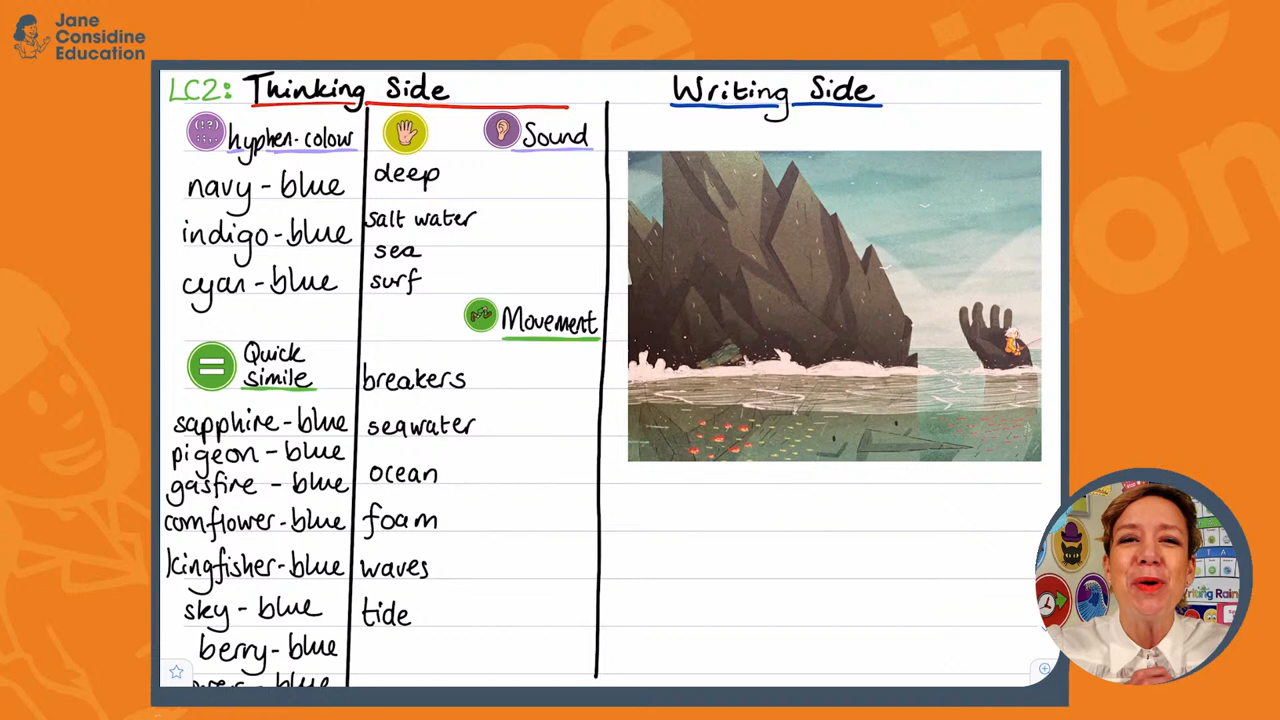 Jane
Considine
Education
LC2: Thinking Side
Writing Side
(!?)
hyphen-colour
navy-blue
indigo-blue
cyan-blue
Quick
Simile
sapphire-blue
pigeon-blue
gasfire-blue
cornflower-blue
kingfisher-blue
sky-blue
berry-blue
Sound
deep
salt water
sea
surf
Movement
breakers
seawater
ocean
foam
waves
tide